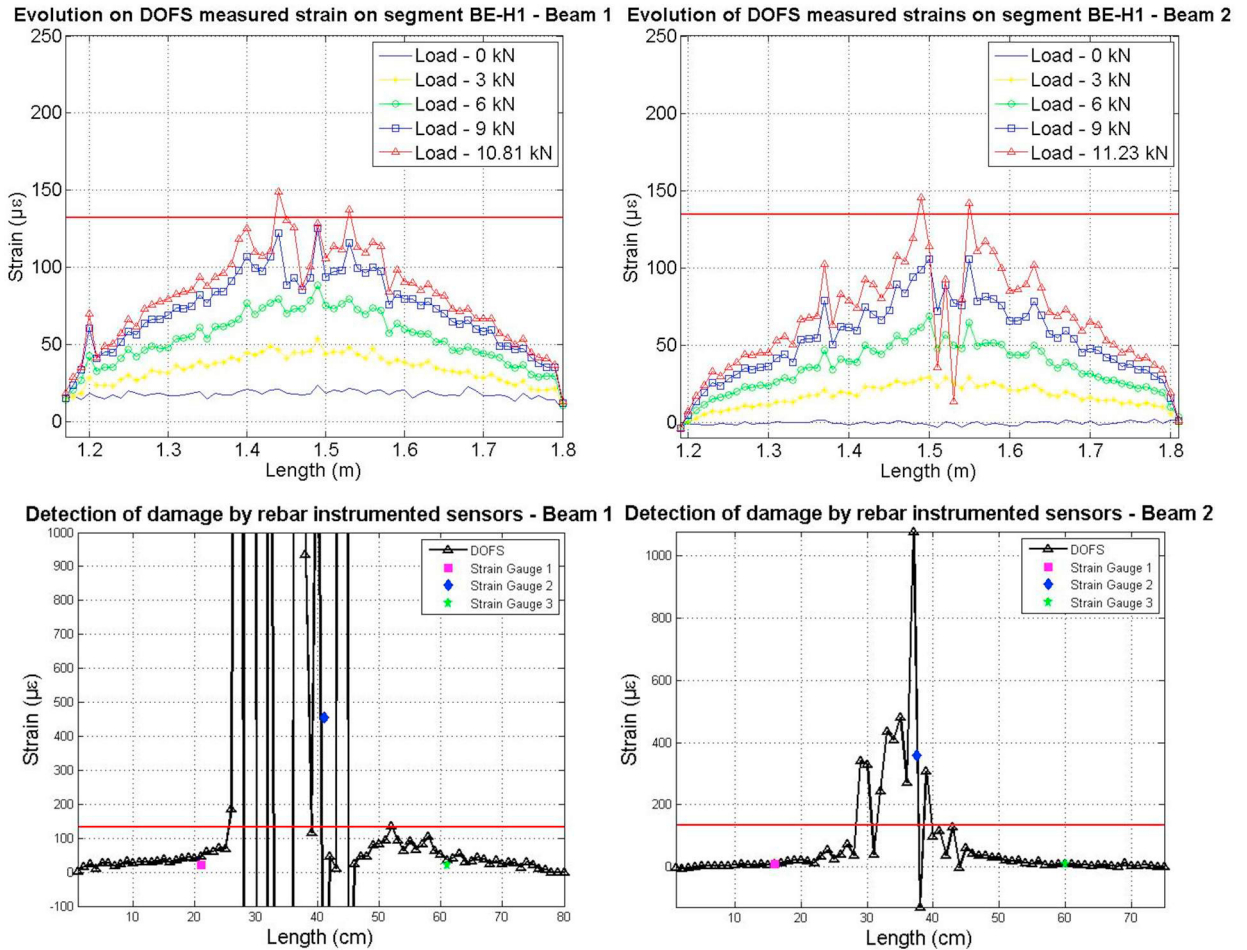 Evolution on DOFS measured strain on segment BE-H1 - Beam 1
250
200
150
100
50
0
Strain (με)
Load - 0 kN
Load - 3 kN
Load - 6 kN
Load - 9 kN
Load - 10.81 kN
1.2 1.3 1.4 1.5 1.6 1.7 1.8
Length (m)
Evolution of DOFS measured strains on segment BE-H1 - Beam 2
250
200
150
100
50
0
Strain (με)
Load - 0 kN
Load - 3 kN
Load - 6 kN
Load - 9 kN
Load - 11.23 kN
1.2 1.3 1.4 1.5 1.6 1.7 1.8
Length (m)
Detection of damage by rebar instrumented sensors - Beam 1
1000
900
800
700
600
500
400
300
200
100
0
-100
Strain (με)
DOFS
Strain Gauge 1
Strain Gauge 2
Strain Gauge 3
10 20 30 40 50 60 70 80
Length (cm)
Detection of damage by rebar instrumented sensors - Beam 2
1000
800
600
400
200
0
Strain (με)
DOFS
Strain Gauge 1
Strain Gauge 2
Strain Gauge 3
10 20 30 40 50 60 70
Length (cm)